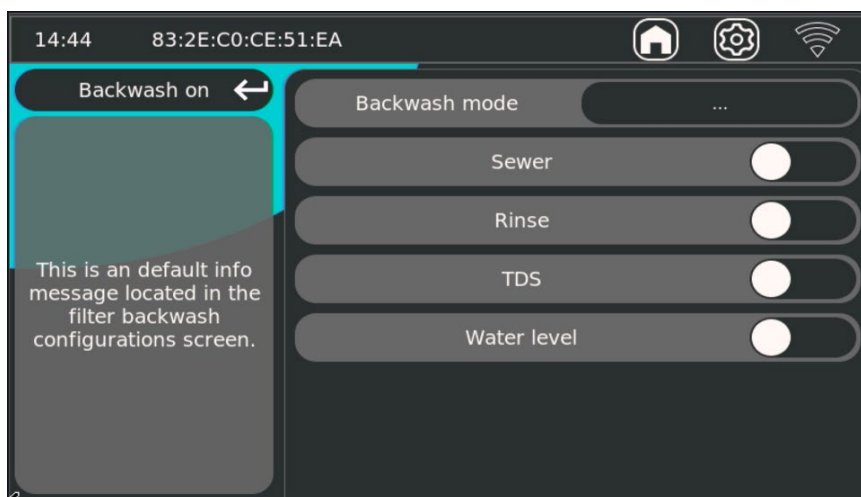 14:44 83:2E:C0:CE:51:EA
Backwash on
This is an default info
message located in the
filter backwash
configurations screen.
Backwash mode ...
Sewer
Rinse
TDS
Water level